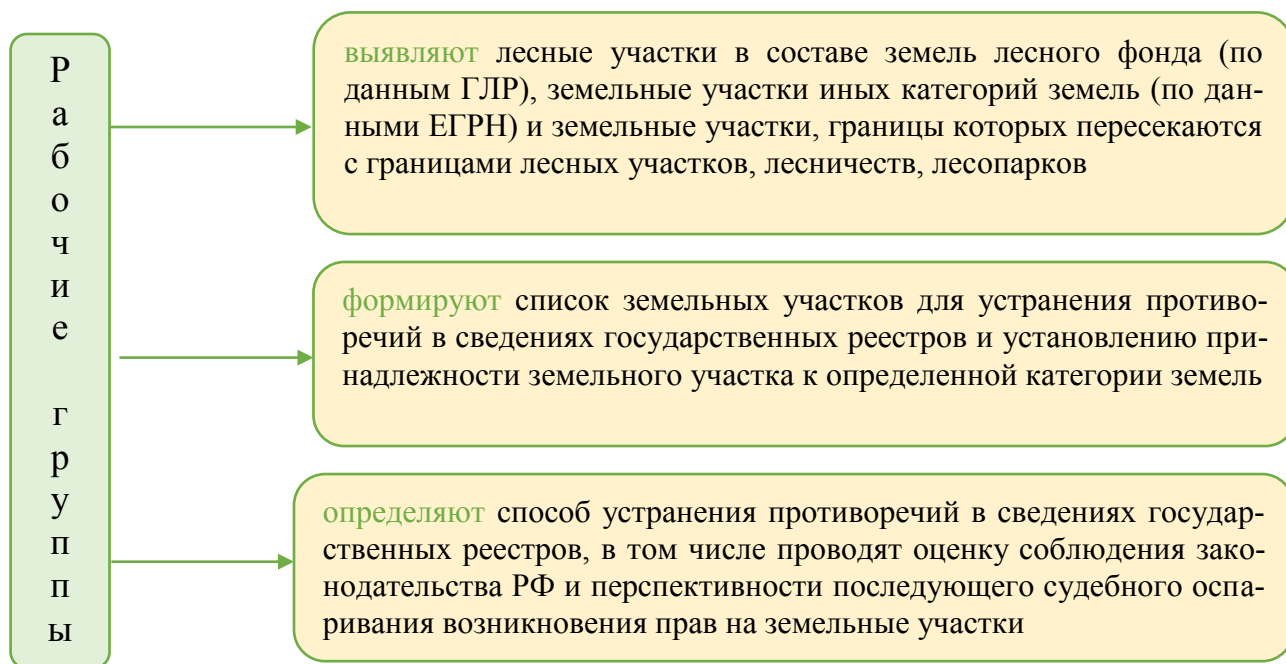 Рабочие группы
выявляют лесные участки в составе земель лесного фонда (по
данным ГЛР), земельные участки иных категорий земель (по дан-
ными ЕГРН) и земельные участки, границы которых пересекаются
с границами лесных участков, лесничеств, лесопарков
формируют список земельных участков для устранения противо-
речий в сведениях государственных реестров и установлению при-
надлежности земельного участка к определенной категории земель
определяют способ устранения противоречий в сведениях государ-
ственных реестров, в том числе проводят оценку соблюдения зако-
нодательства РФ и перспективности последующего судебного оспа-
ривания возникновения прав на земельные участки